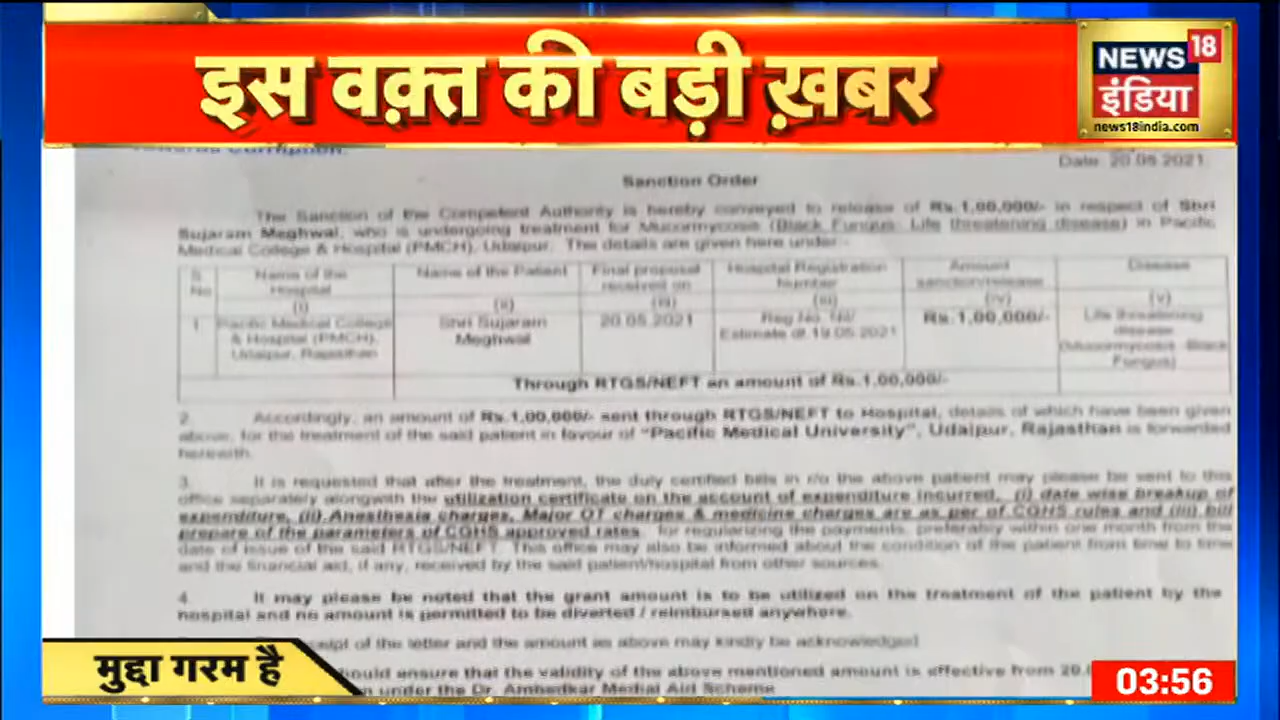 इस वक़्त की बड़ी ख़बर
NEWS 18
इंडिया
news18india.com
Date: 20.05.2021
Sanction Order
The Sanction of the Competent Authority is hereby conveyed to release of Rs.1,00,000/- in respect of Shri
Sujaram Meghwal, who is undergoing treatment for Mucormycosis (Black Fungus: Life threatening disease) in Pacific
Medical College & Hospital (PMCH), Udaipur. The details are given here under:-
S. No
Name of the Hospital
Name of the Patient
Final proposal received on
Hospital Registration Number
Amount sanction/release
Disease
(i)
(ii)
(iii)
(iii)
(iv)
(v)
1.
Pacific Medical College & Hospital (PMCH), Udaipur, Rajasthan
Shri Sujaram Meghwal
20.05.2021
Reg No. Nil
Estimate dt.19.05.2021
Rs.1,00,000/-
Life threatening disease (Mucormycosis Black Fungus)
Through RTGS/NEFT an amount of Rs.1,00,000/-
2. Accordingly, an amount of Rs.1,00,000/- sent through RTGS/NEFT to Hospital, details of which have been given
above, for the treatment of the said patient in favour of "Pacific Medical University", Udaipur, Rajasthan is forwarded
herewith.
3. It is requested that after the treatment, the duly certified bills in r/o the above patient may please be sent to this
office separately alongwith the utilization certificate on the account of expenditure incurred, (i) date wise breakup of
expenditure, (ii) Anesthesia charges, Major OT charges & medicine charges are as per of CGHS rules and (iii) bill
prepare of the parameters of CGHS approved rates for regularizing the payments, preferably within one month from the
date of issue of the said RTGS/NEFT. This office may also be informed about the condition of the patient from time to time
and the financial aid, if any, received by the said patient/hospital from other sources.
4. It may please be noted that the grant amount is to be utilized on the treatment of the patient by the
hospital and no amount is permitted to be diverted / reimbursed anywhere.
of the letter and the amount as above may kindly be acknowledged
ensure that the validity of the above mentioned amount is effective from
under the Dr. Ambedkar Medial Aid Scheme
मुद्दा गरम है
03:56